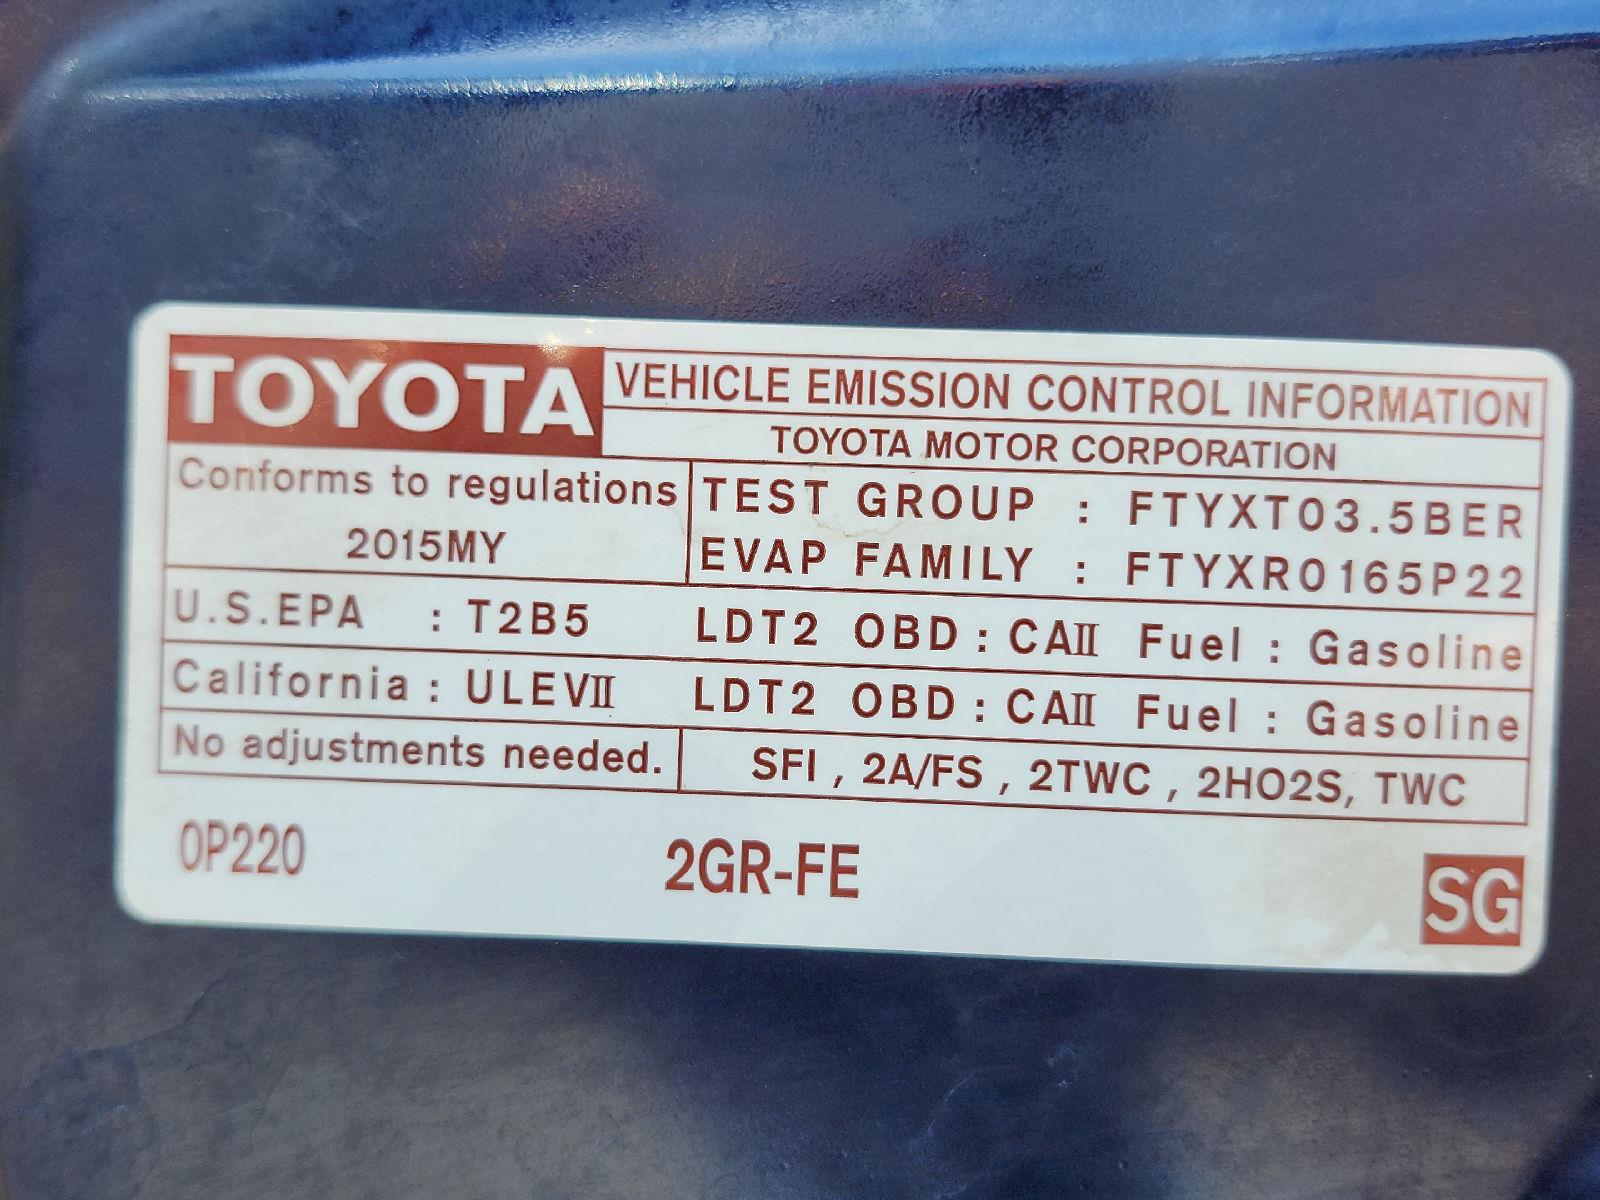 TOYOTA VEHICLE EMISSION CONTROL INFORMATION
TOYOTA MOTOR CORPORATION
Conforms to regulations
2015MY
TEST GROUP : FTYXT03.5BER
EVAP FAMILY : FTYXR0165P22
U.S.EPA : T2B5 LDT2 OBD : CAⅡ Fuel : Gasoline
California : ULEVⅡ LDT2 OBD : CAⅡ Fuel : Gasoline
No adjustments needed. SFI , 2A/FS , 2TWC , 2HO2S, TWC
0P220 2GR-FE SG